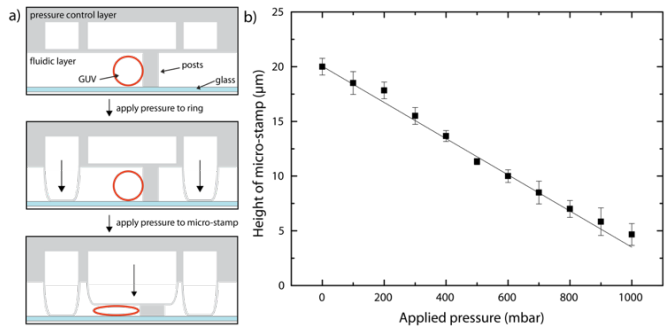 a)
pressure control layer
fluidic layer
GUV
posts
glass
apply pressure to ring
apply pressure to micro-stamp
b)
Height of micro-stamp (µm)
25
20
15
10
5
0
0 200 400 600 800 1000
Applied pressure (mbar)